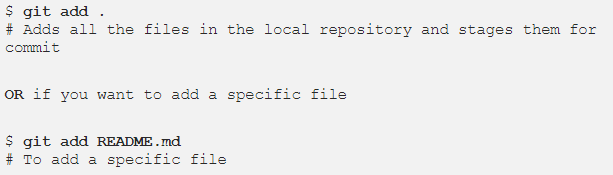 $ git add .
# Adds all the files in the local repository and stages them for
commit
OR if you want to add a specific file
$ git add README.md
# To add a specific file